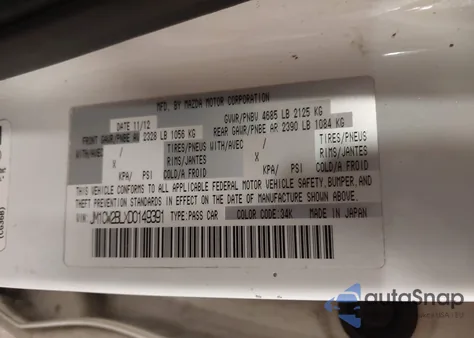 MFD. BY MAZDA MOTOR CORPORATION
DATE 11/12 GVWR/PNBV 4685 LB 2125 KG
FRONT GAWR/PNBE AV 2328 LB 1056 KG REAR GAWR/PNBE AR 2390 LB 1084 KG
WITH/AVEC TIRES/PNEUS WITH/AVEC TIRES/PNEUS
X RIMS/JANTES X RIMS/JANTES
KPA/ PSI COLD/A FROID KPA/ PSI COLD/A FROID
THIS VEHICLE CONFORMS TO ALL APPLICABLE FEDERAL MOTOR VEHICLE SAFETY, BUMPER, AND
THEFT PREVENTION STANDARDS IN EFFECT ON THE DATE OF MANUFACTURE SHOWN ABOVE.
VIN: TYPE: PASS CAR COLOR CODE: 34K MADE IN JAPAN
autoSnap